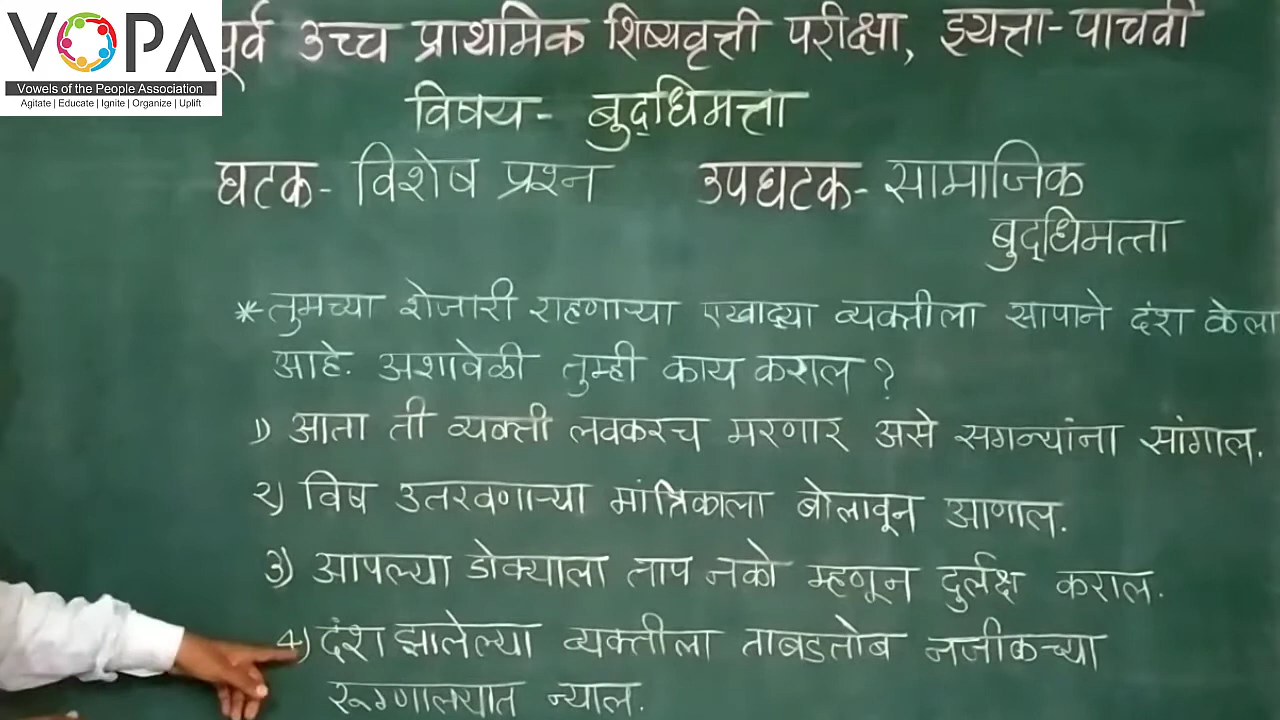 VOPA
Vowels of the People Association
Agitate | Educate | Ignite | Organize | Uplift
पूर्व उच्च प्राथमिक शिष्यवृत्ती परीक्षा, इयत्ता-पाचवी
विषय- बुद्धिमत्ता
घटक- विशेष प्रश्न उपघटक- सामाजिक
बुद्धिमत्ता
* तुमच्या शेजारी राहणाऱ्या एखाद्या व्यक्तीला सापाने दंश केला
आहे. अशावेळी तुम्ही काय कराल ?
१) आता ती व्यक्ती लवकरच मरणार असे सगळ्यांना सांगाल.
२) विष उतरवणाऱ्या मांत्रिकाला बोलावून आणाल.
३) आपल्या डोक्याला ताप नको म्हणून दुर्लक्ष कराल.
४) दंश झालेल्या व्यक्तीला ताबडतोब नजीकच्या
रूग्णालयात न्याल.